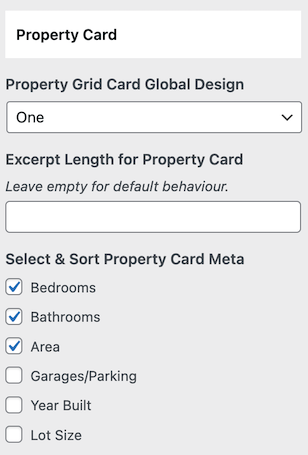 Property Card
Property Grid Card Global Design
One
Excerpt Length for Property Card
Leave empty for default behaviour.
Select & Sort Property Card Meta
Bedrooms
Bathrooms
Area
Garages/Parking
Year Built
Lot Size